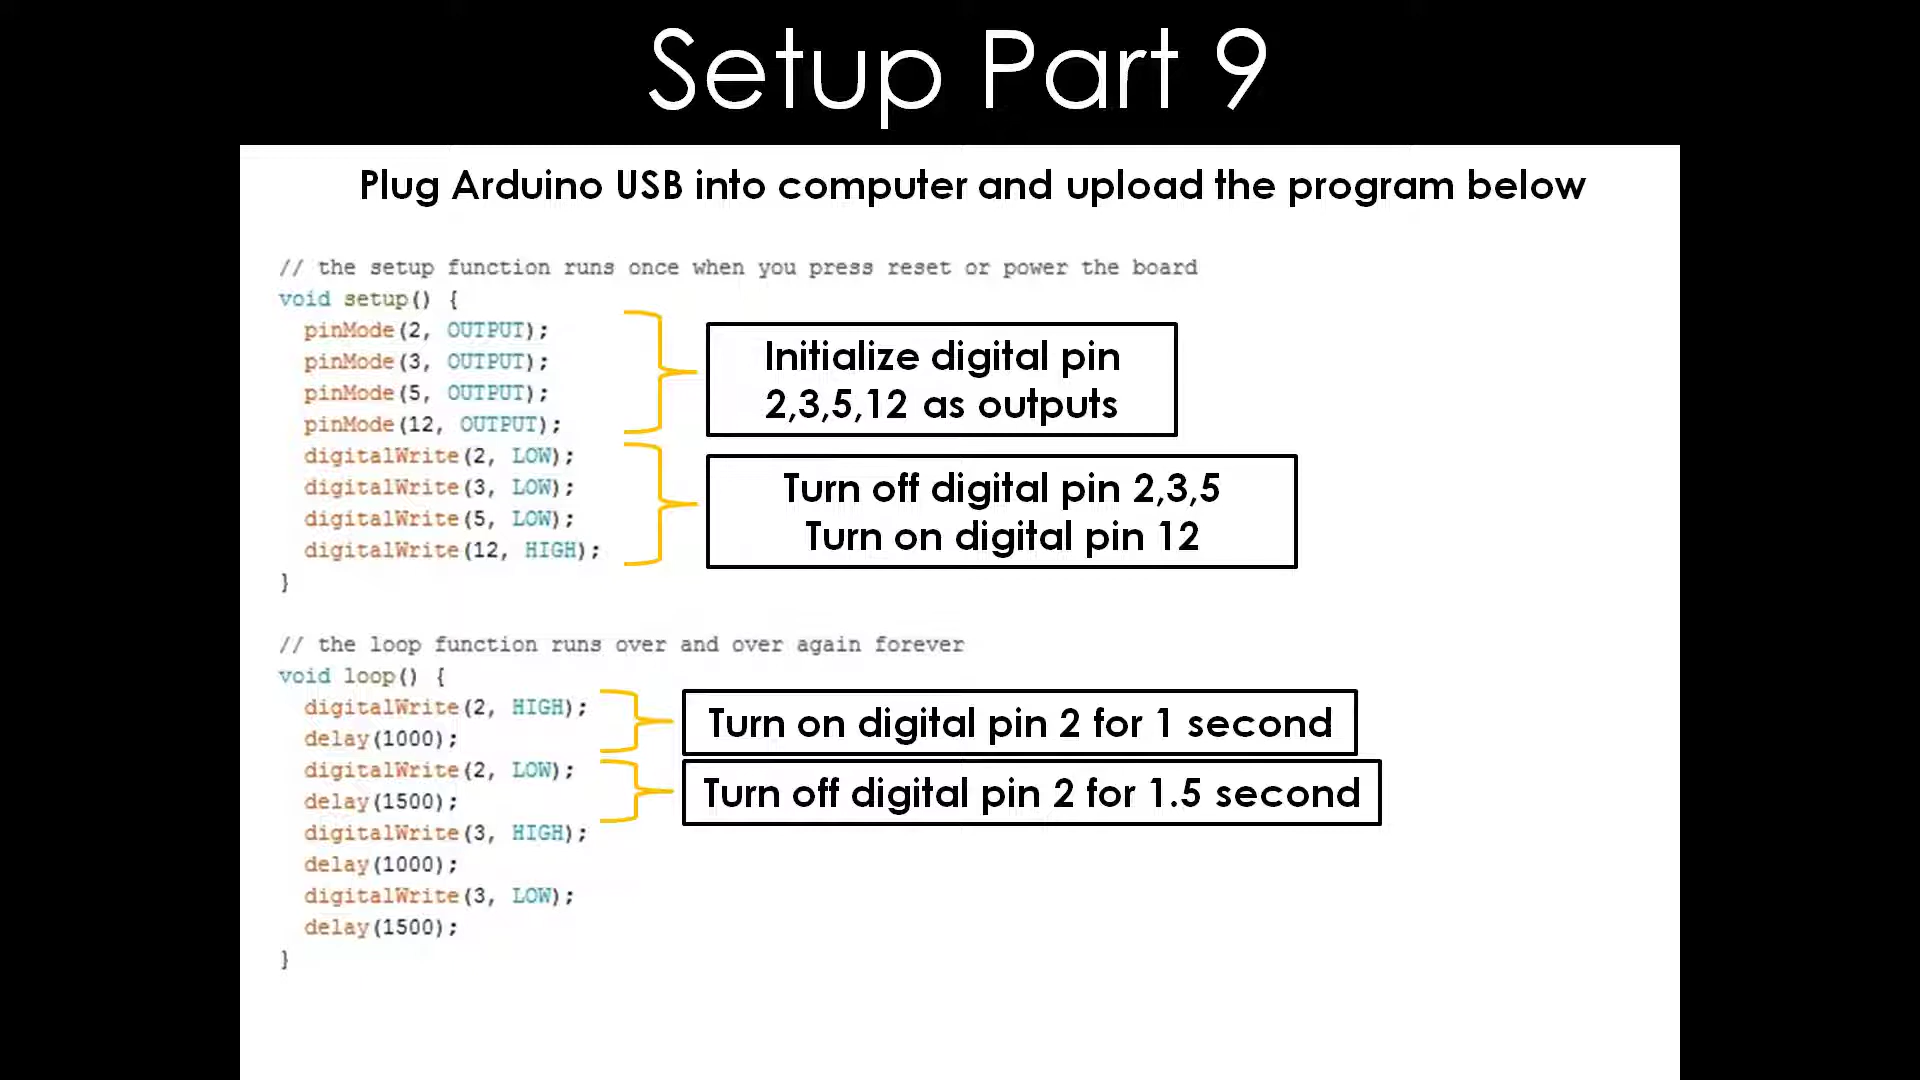 Setup Part 9
Plug Arduino USB into computer and upload the program below
// the setup function runs once when you press reset or power the board
void setup() {
pinMode(2, OUTPUT);
pinMode(3, OUTPUT);
pinMode(5, OUTPUT);
pinMode(12, OUTPUT);
digitalWrite(2, LOW);
digitalWrite(3, LOW);
digitalWrite(5, LOW);
digitalWrite(12, HIGH);
}
Initialize digital pin
2,3,5,12 as outputs
Turn off digital pin 2,3,5
Turn on digital pin 12
// the loop function runs over and over again forever
void loop() {
digitalWrite(2, HIGH);
delay(1000);
digitalWrite(2, LOW);
delay(1500);
digitalWrite(3, HIGH);
delay(1000);
digitalWrite(3, LOW);
delay(1500);
}
Turn on digital pin 2 for 1 second
Turn off digital pin 2 for 1.5 second